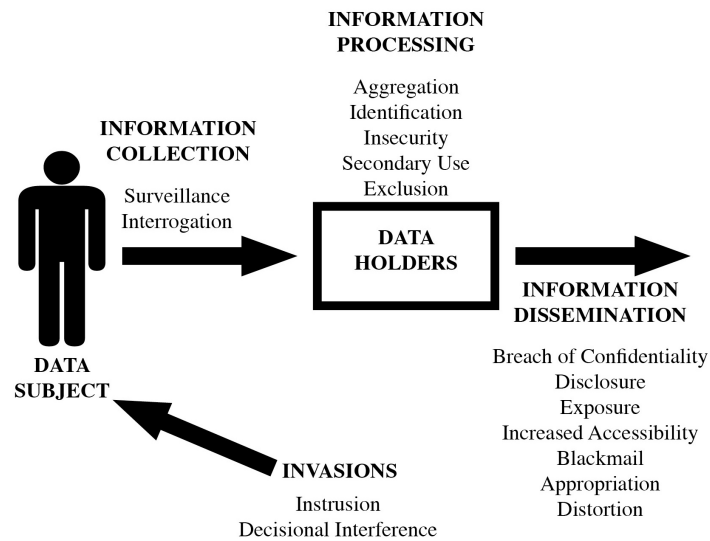 INFORMATION
PROCESSING
Aggregation
Identification
Insecurity
Secondary Use
Exclusion
INFORMATION
COLLECTION
Surveillance
Interrogation
DATA
HOLDERS
INFORMATION
DISSEMINATION
Breach of Confidentiality
Disclosure
Exposure
Increased Accessibility
Blackmail
Appropriation
Distortion
DATA
SUBJECT
INVASIONS
Instrusion
Decisional Interference